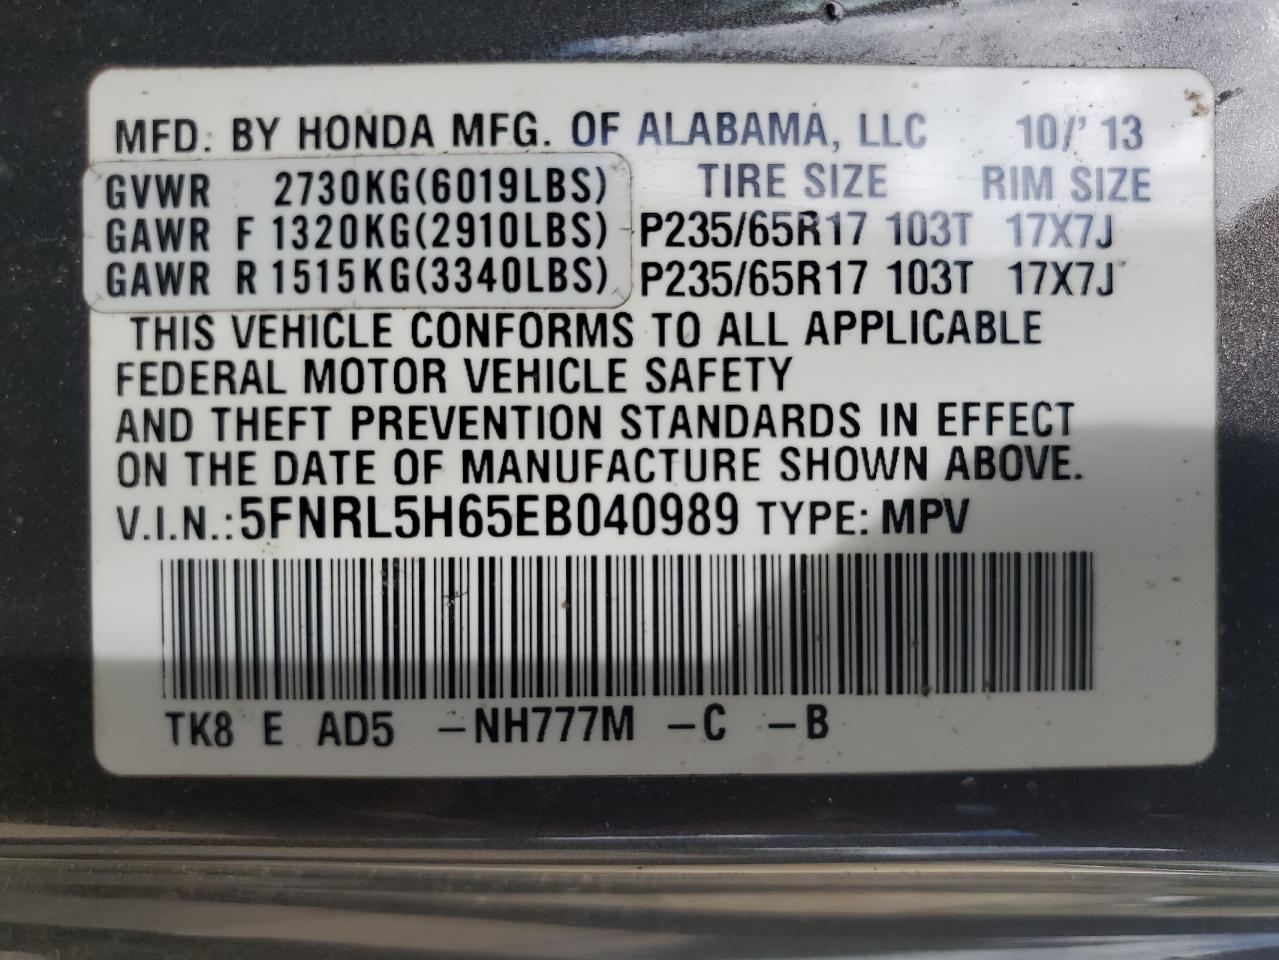 MFD. BY HONDA MFG. OF ALABAMA, LLC 10/' 13
GVWR 2730KG(6019LBS) TIRE SIZE RIM SIZE
GAWR F 1320KG(2910LBS) P235/65R17 103T 17X7J
GAWR R 1515KG(3340LBS) P235/65R17 103T 17X7J
THIS VEHICLE CONFORMS TO ALL APPLICABLE
FEDERAL MOTOR VEHICLE SAFETY
AND THEFT PREVENTION STANDARDS IN EFFECT
ON THE DATE OF MANUFACTURE SHOWN ABOVE.
V.I.N.: 5FNRL5H65EB040989 TYPE: MPV
TK8 E AD5 –NH777M –C –B